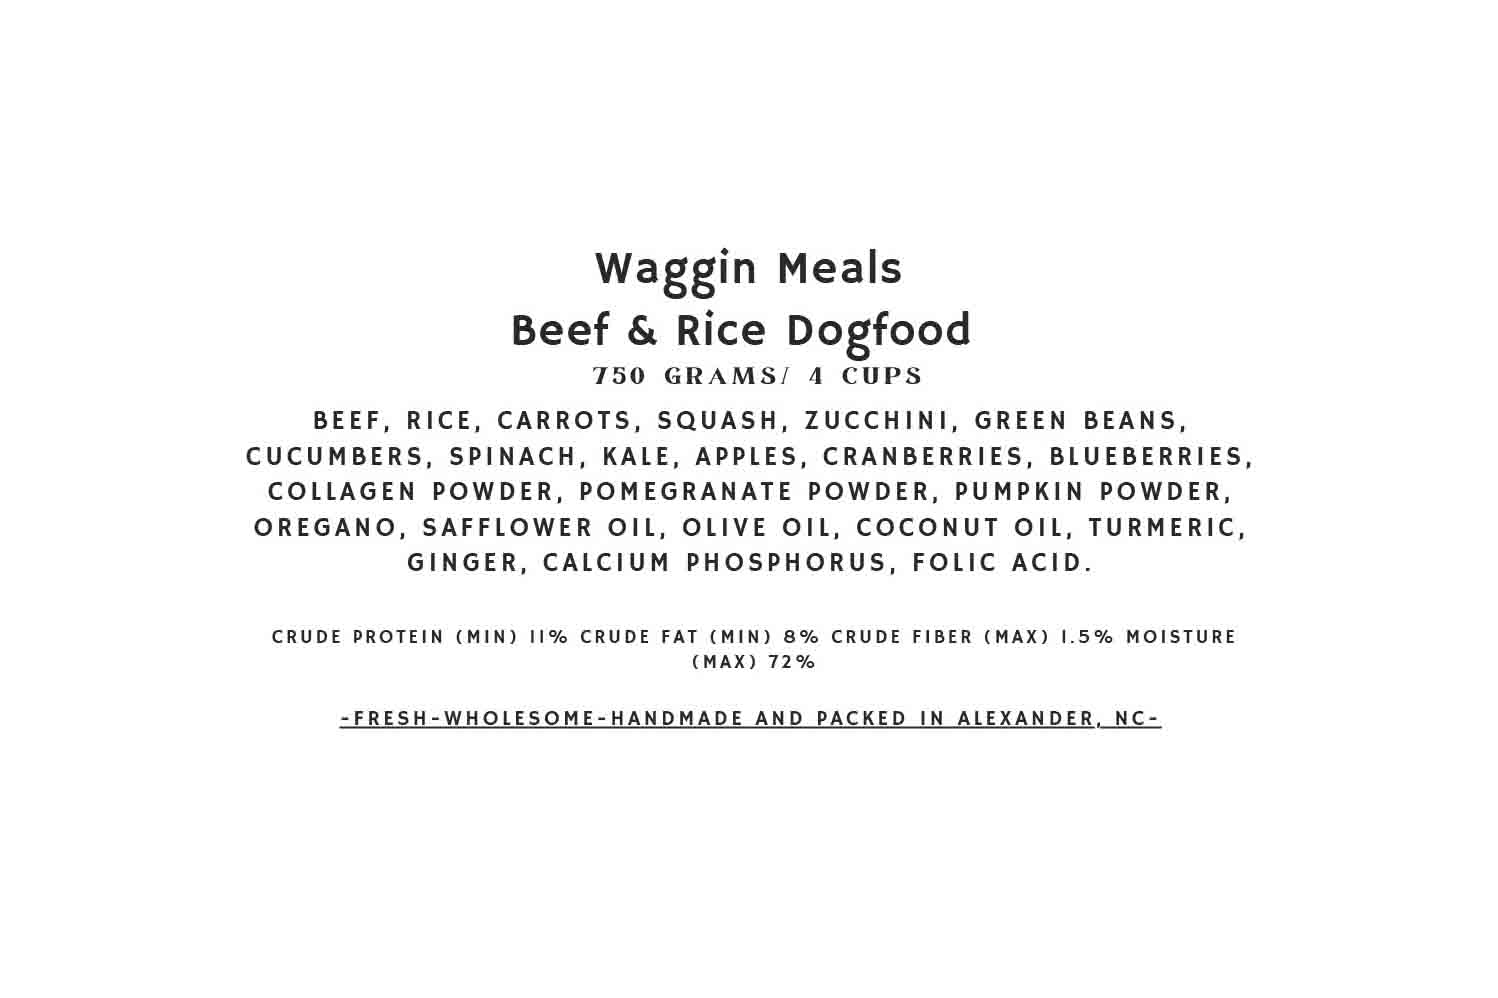 Waggin Meals
Beef & Rice Dogfood
750 GRAMS/ 4 CUPS
BEEF, RICE, CARROTS, SQUASH, ZUCCHINI, GREEN BEANS,
CUCUMBERS, SPINACH, KALE, APPLES, CRANBERRIES, BLUEBERRIES,
COLLAGEN POWDER, POMEGRANATE POWDER, PUMPKIN POWDER,
OREGANO, SAFFLOWER OIL, OLIVE OIL, COCONUT OIL, TURMERIC,
GINGER, CALCIUM PHOSPHORUS, FOLIC ACID.
CRUDE PROTEIN (MIN) 11% CRUDE FAT (MIN) 8% CRUDE FIBER (MAX) 1.5% MOISTURE
(MAX) 72%
-FRESH-WHOLESOME-HANDMADE AND PACKED IN ALEXANDER, NC-